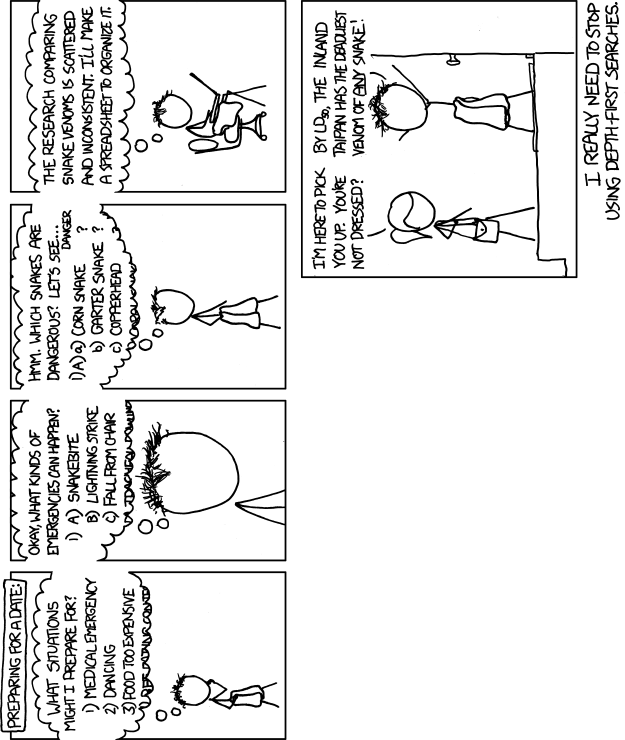 PREPARING FOR A DATE:
WHAT SITUATIONS
MIGHT I PREPARE FOR?
1) MEDICAL EMERGENCY
2) DANCING
3) FOOD TOO EXPENSIVE
OKAY, WHAT KINDS OF
EMERGENCIES CAN HAPPEN?
1) A) SNAKEBITE
B) LIGHTNING STRIKE
C) FALL FROM CHAIR
HMM. WHICH SNAKES ARE
DANGEROUS? LET'S SEE...
DANGER
1) A) a) CORN SNAKE ?
b) GARTER SNAKE ?
c) COPPERHEAD
THE RESEARCH COMPARING
SNAKE VENOMS IS SCATTERED
AND INCONSISTENT. I'LL MAKE
A SPREADSHEET TO ORGANIZE IT.
I'M HERE TO PICK
YOU UP. YOU'RE
NOT DRESSED?
BY LD50, THE INLAND
TAIPAN HAS THE DEADLIEST
VENOM OF ANY SNAKE!
I REALLY NEED TO STOP
USING DEPTH-FIRST SEARCHES.